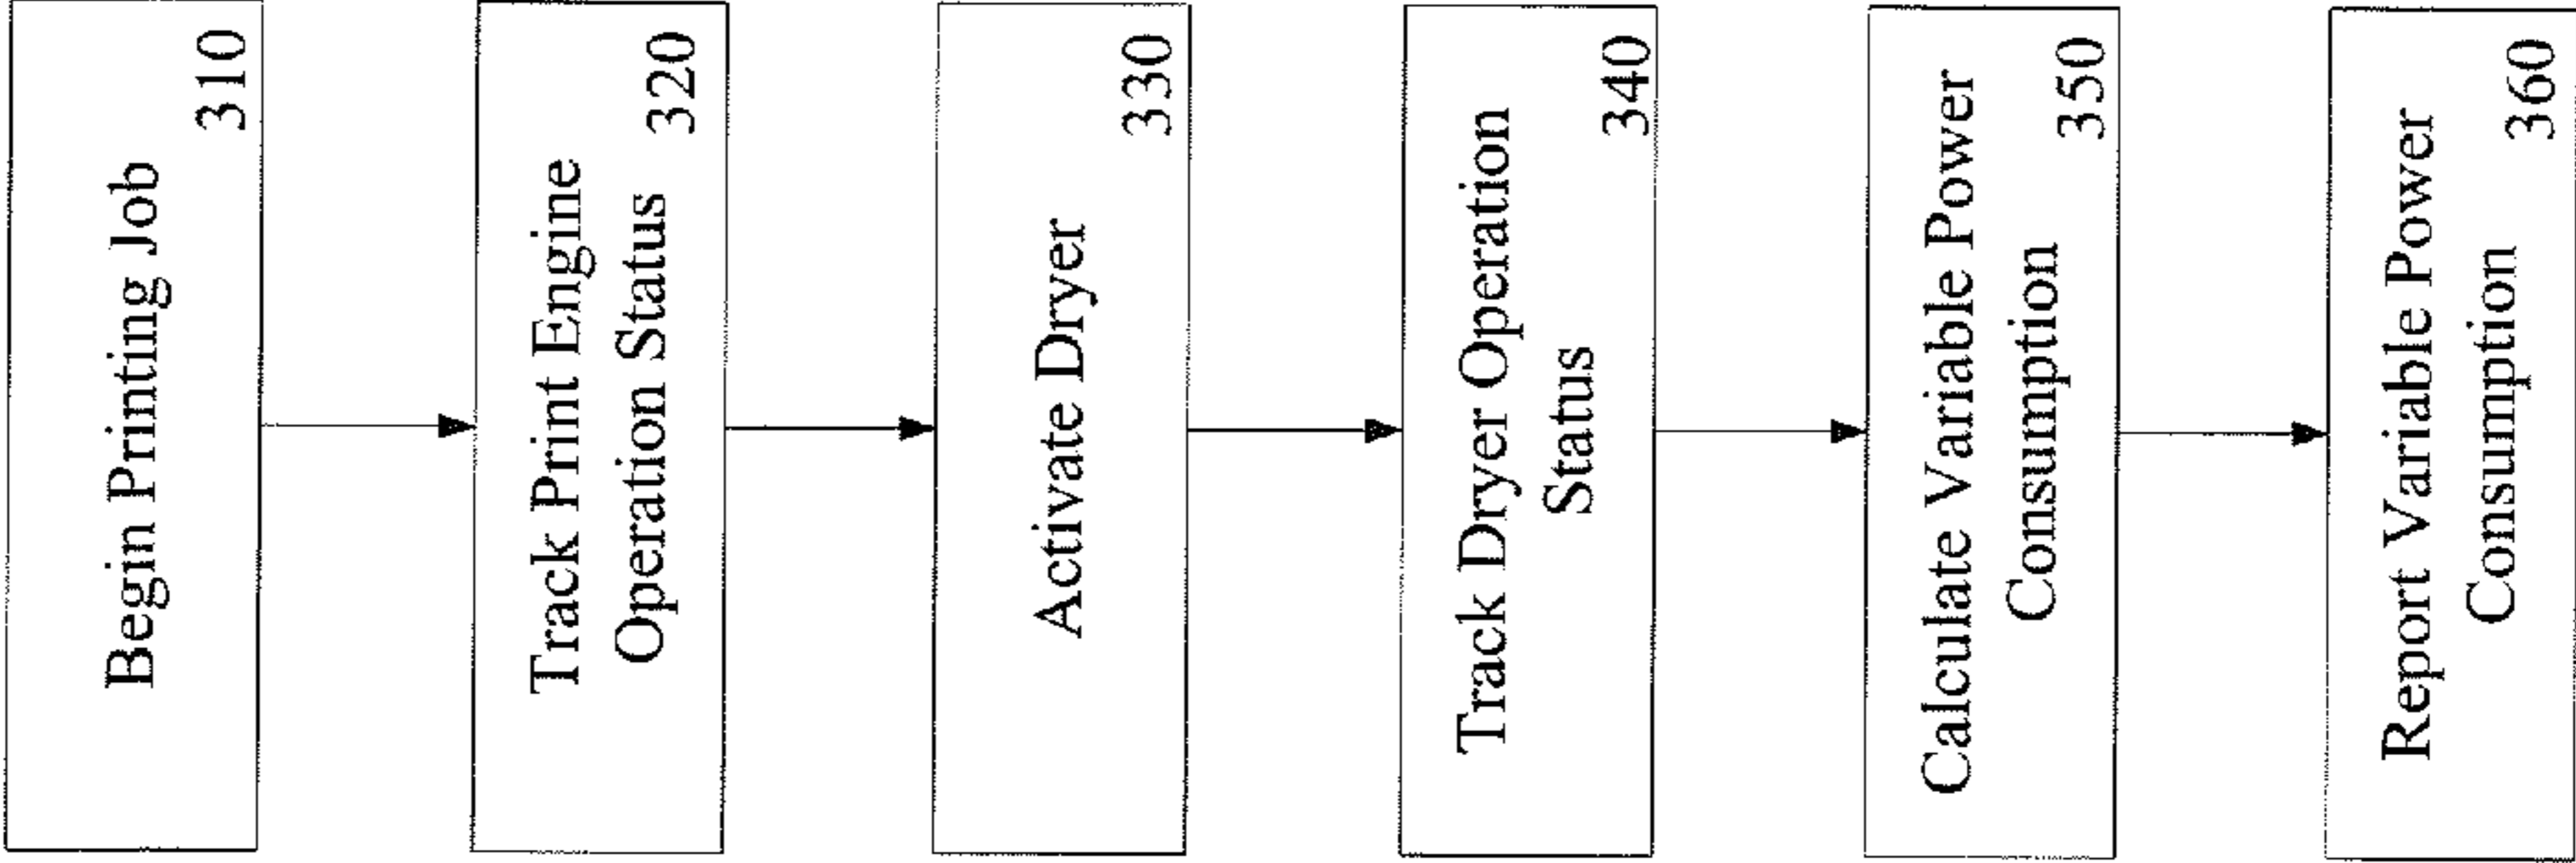 Begin Printing Job
310
Track Print Engine
Operation Status
320
Activate Dryer
330
Track Dryer Operation
Status
340
Calculate Variable Power
Consumption
350
Report Variable Power
Consumption
360